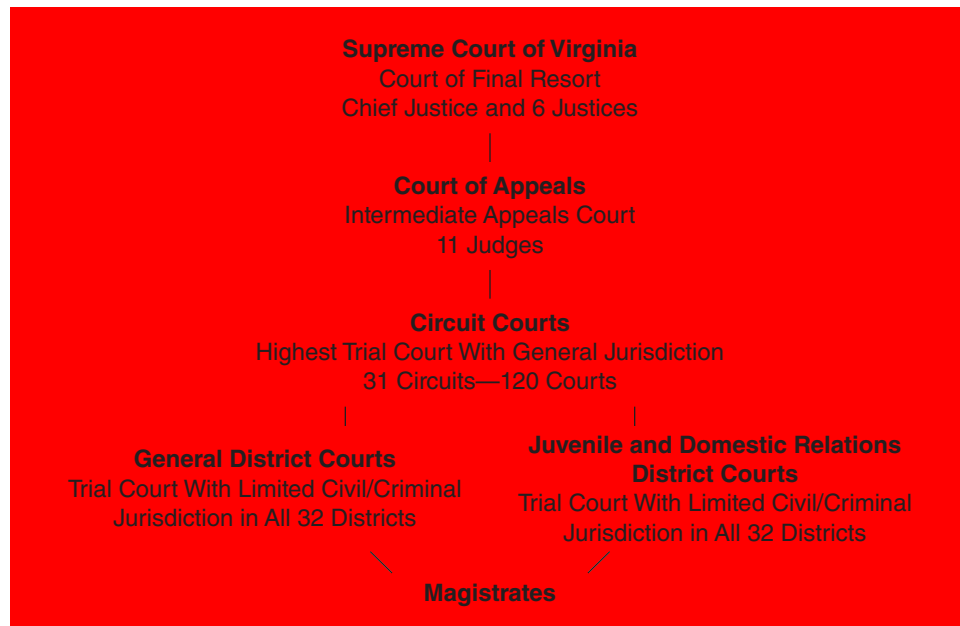 Supreme Court of Virginia
Court of Final Resort
Chief Justice and 6 Justices
Court of Appeals
Intermediate Appeals Court
11 Judges
Circuit Courts
Highest Trial Court With General Jurisdiction
31 Circuits—120 Courts
General District Courts
Trial Court With Limited Civil/Criminal
Jurisdiction in All 32 Districts
Juvenile and Domestic Relations
District Courts
Trial Court With Limited Civil/Criminal
Jurisdiction in All 32 Districts
Magistrates